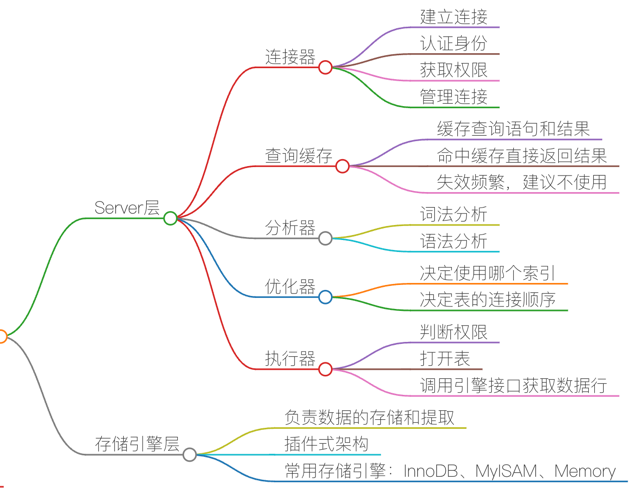 Server层
连接器
建立连接
认证身份
获取权限
管理连接
查询缓存
缓存查询语句和结果
命中缓存直接返回结果
失效频繁，建议不使用
分析器
词法分析
语法分析
优化器
决定使用哪个索引
决定表的连接顺序
执行器
判断权限
打开表
调用引擎接口获取数据行
存储引擎层
负责数据的存储和提取
插件式架构
常用存储引擎：InnoDB、MyISAM、Memory